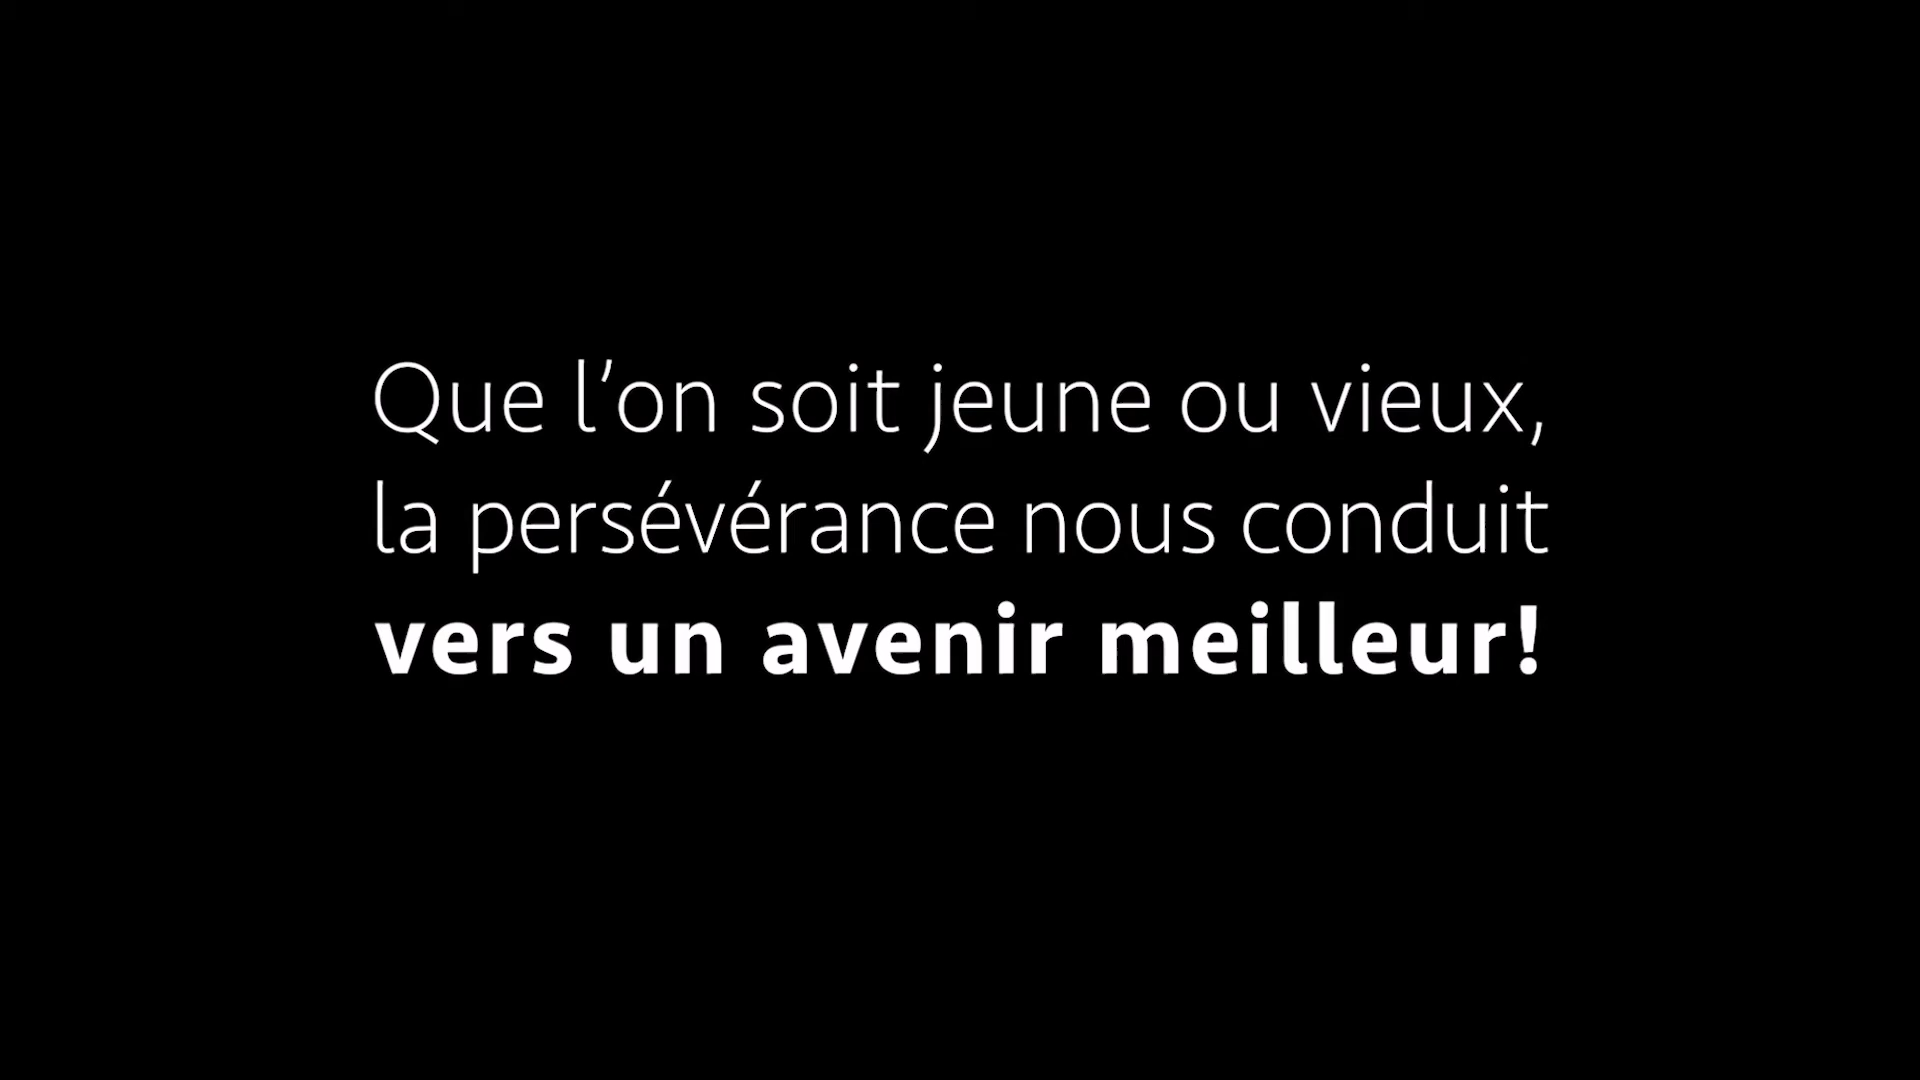 Que l’on soit jeune ou vieux,
la persévérance nous conduit
vers un avenir meilleur!